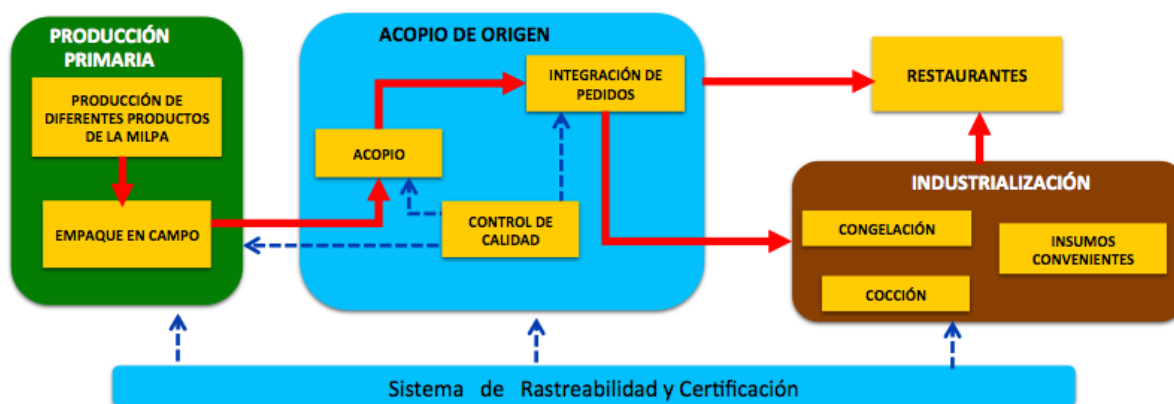 PRODUCCIÓN
PRIMARIA
PRODUCCIÓN DE
DIFERENTES PRODUCTOS
DE LA MILPA
EMPAQUE EN CAMPO
ACOPIO DE ORIGEN
INTEGRACIÓN DE
PEDIDOS
ACOPIO
CONTROL DE
CALIDAD
RESTAURANTES
INDUSTRIALIZACIÓN
CONGELACIÓN
INSUMOS
CONVENIENTES
COCCIÓN
Sistema de Rastreabilidad y Certificación